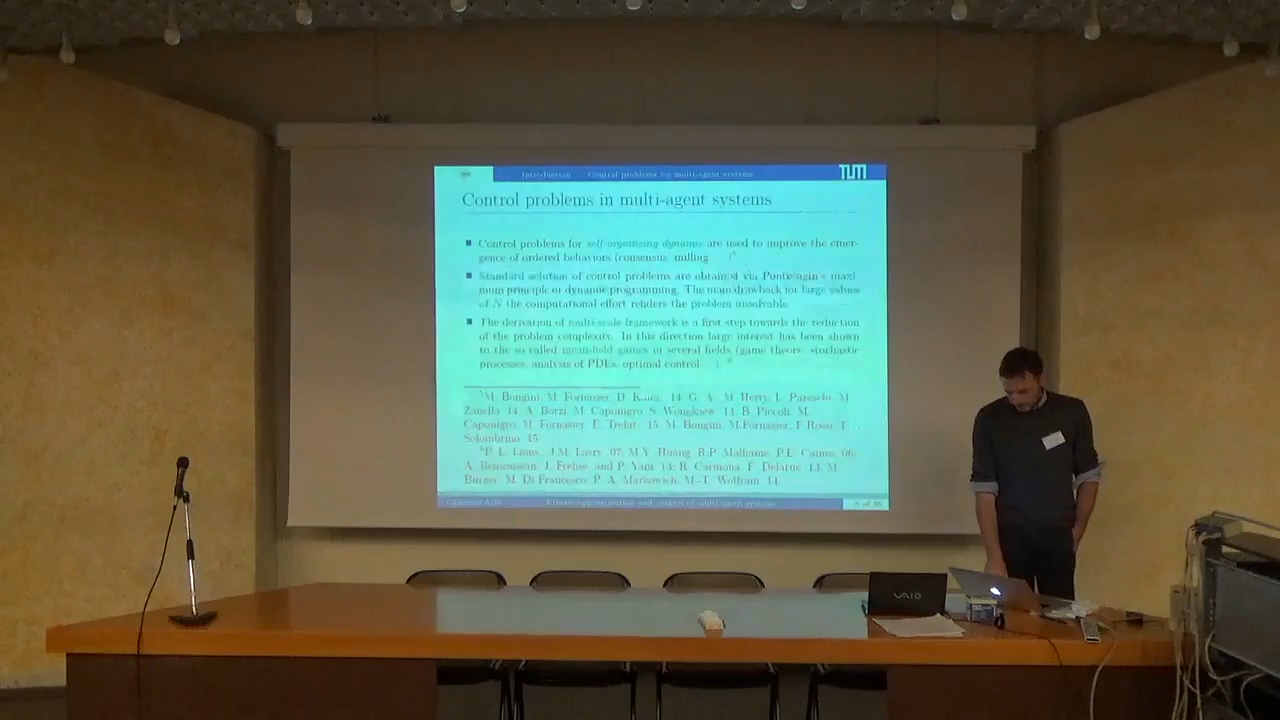 Introduction Control problems for multi-agent systems
TUM
Control problems in multi-agent systems
Control problems for self-organizing dynamic are used to improve the emer-
gence of ordered behaviors (consensus, milling ...)5
Standard solution of control problems are obtained via Pontryagin's maxi-
mum principle or dynamic programming. The main drawback for large values
of N the computational effort renders the problem unsolvable.
The derivation of multi-scale framework is a first step towards the reduction
of the problem complexity. In this direction large interest has been shown
to the so called mean-field games in several fields (game theory, stochastic
processes, analysis of PDEs, optimal control ...) 6
5M. Bongini, M. Fornasier, D. Kalise, 14 G. A., M. Herty, L. Pareschi, M.
Zanella, 14, A. Borzì, M. Caponigro, S. Wongkaew, 14, B. Piccoli, M.
Caponigro, M. Fornasier, E. Trelat, 15, M. Bongini, M.Fornasier, F.Rossi, F.
Solombrino, 15
6P. L. Lions, J.M. Lasry, 07, M.Y. Huang, R.P. Malhame, P.E. Caines, 06,
A. Bensoussan, J. Frehse, and P. Yam, 13; R. Carmona, F. Delarue, 13, M.
Burger, M. Di Francesco, P. A. Markowich, M.-T. Wolfram, 14
Giacomo Albi Kinetic approximation and control of multi-agent systems
VAIO